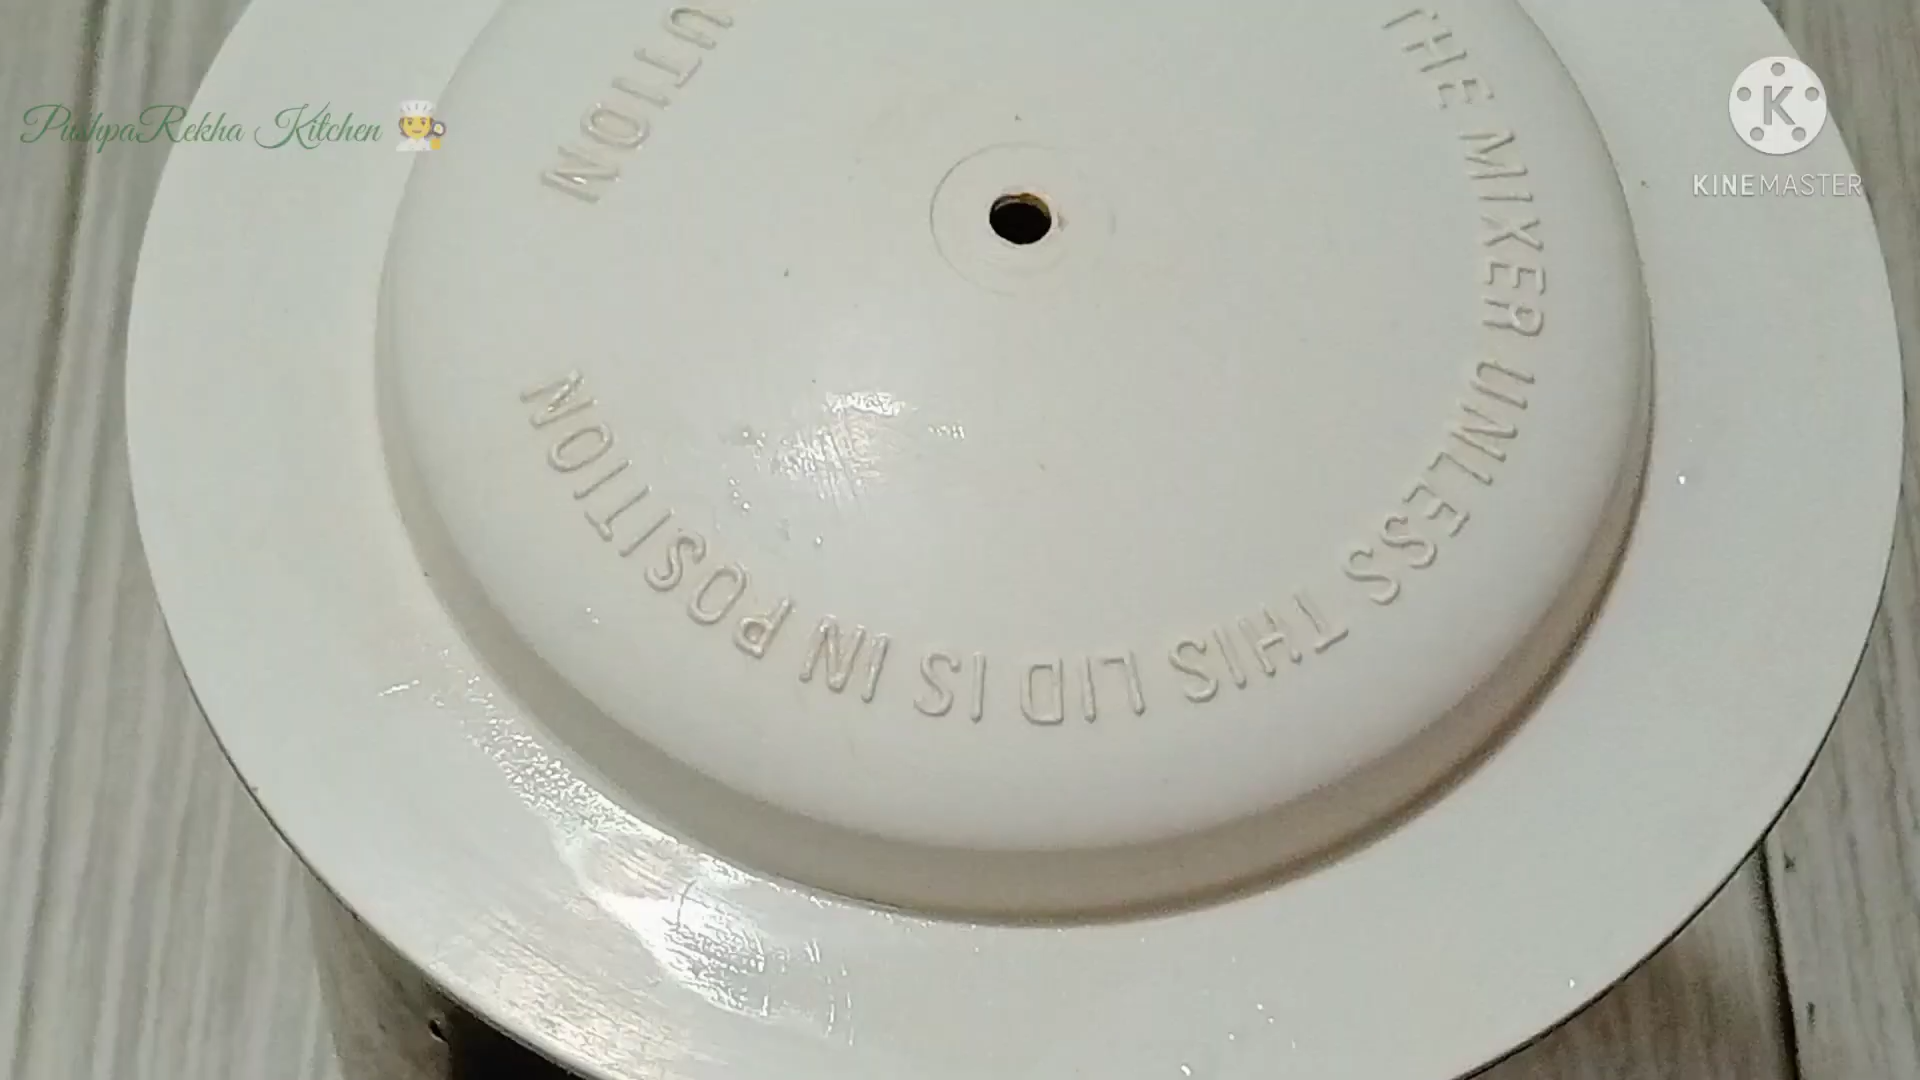 PushpaRekha Kitchen
KINEMASTER
UTION
THE MIXER UNLESS THIS LID IS IN POSITION